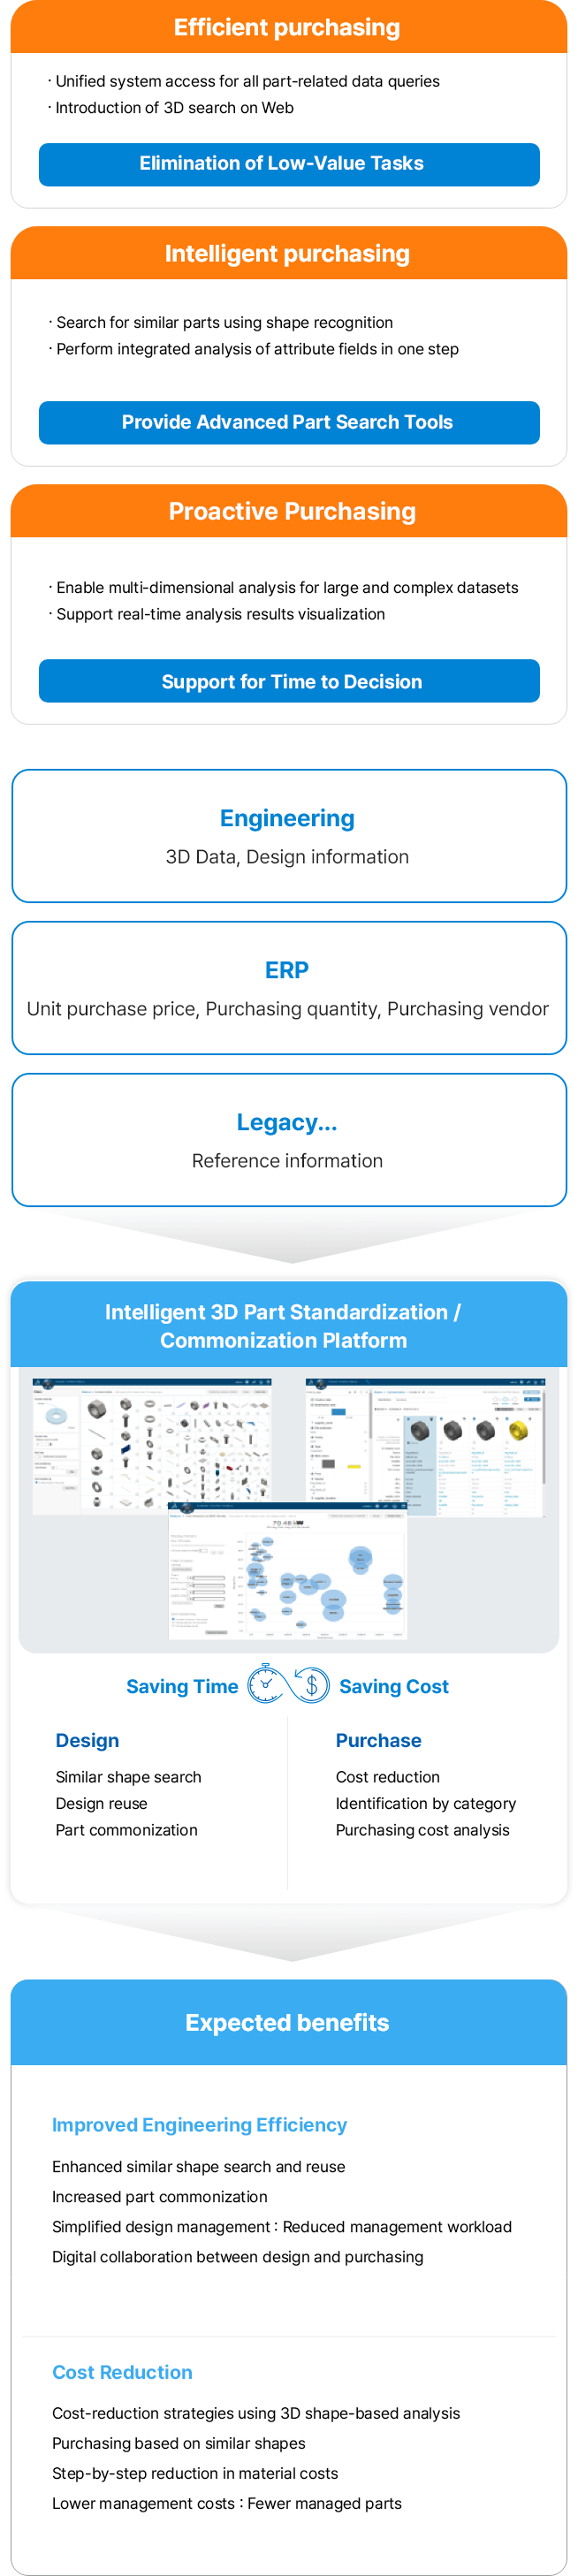 Efficient purchasing
· Unified system access for all part-related data queries
· Introduction of 3D search on Web
Elimination of Low-Value Tasks
Intelligent purchasing
· Search for similar parts using shape recognition
· Perform integrated analysis of attribute fields in one step
Provide Advanced Part Search Tools
Proactive Purchasing
· Enable multi-dimensional analysis for large and complex datasets
· Support real-time analysis results visualization
Support for Time to Decision
Engineering
3D Data, Design information
ERP
Unit purchase price, Purchasing quantity, Purchasing vendor
Legacy...
Reference information
Intelligent 3D Part Standardization /
Commonization Platform
Saving Time
Saving Cost
Design
Similar shape search
Design reuse
Part commonization
Purchase
Cost reduction
Identification by category
Purchasing cost analysis
Expected benefits
Improved Engineering Efficiency
Enhanced similar shape search and reuse
Increased part commonization
Simplified design management : Reduced management workload
Digital collaboration between design and purchasing
Cost Reduction
Cost-reduction strategies using 3D shape-based analysis
Purchasing based on similar shapes
Step-by-step reduction in material costs
Lower management costs : Fewer managed parts